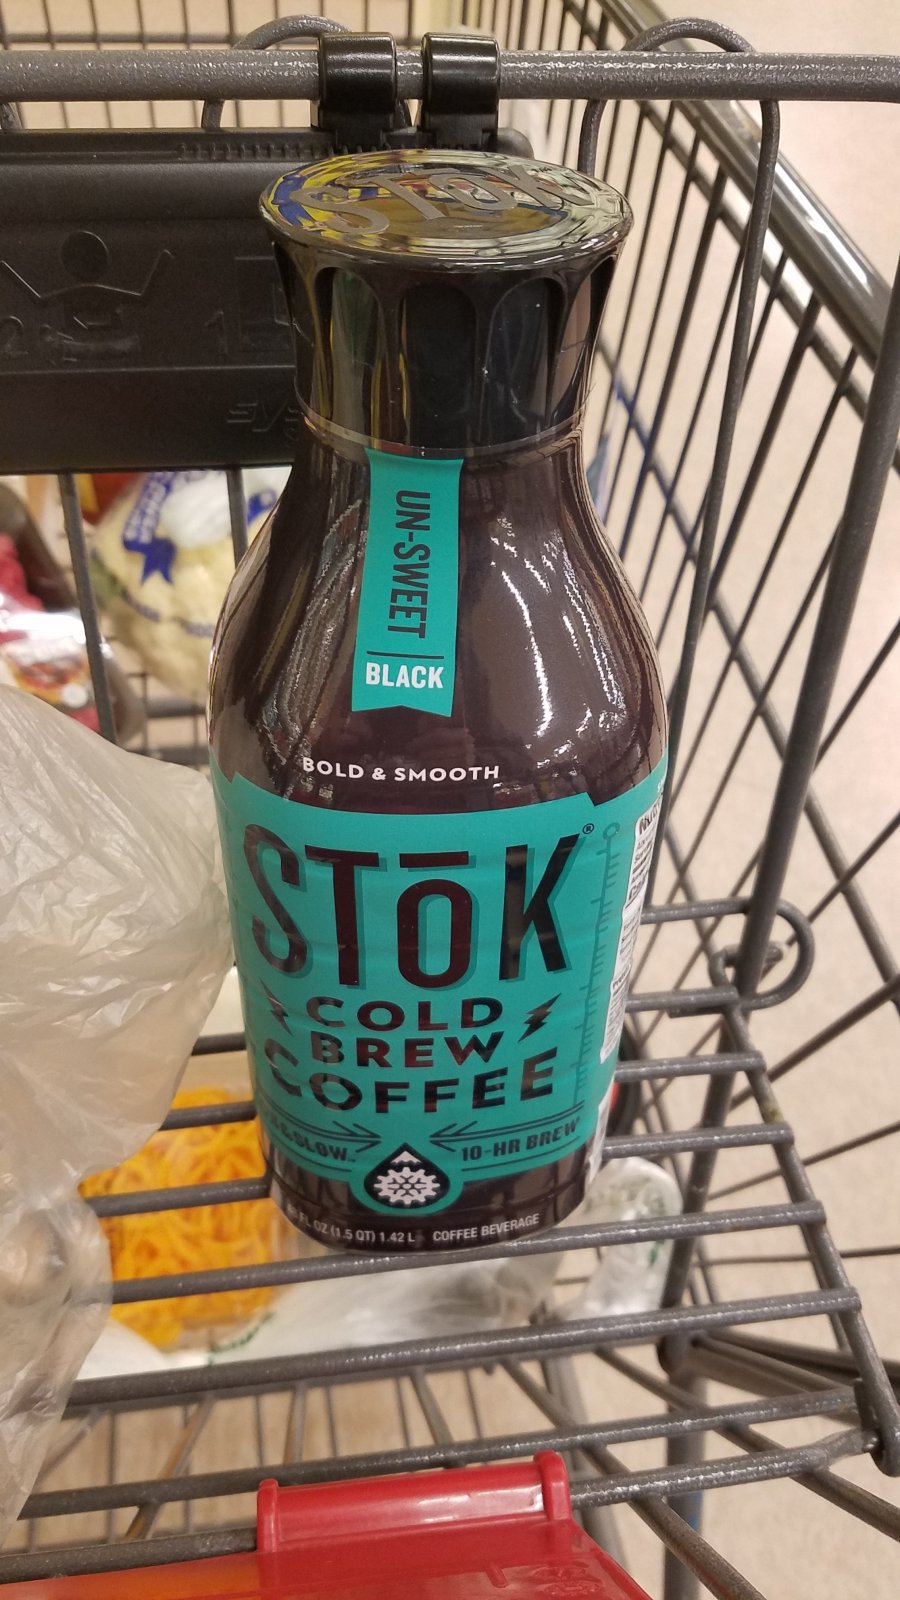 STōK
UN-SWEET
BLACK
BOLD & SMOOTH
STōK®
COLD
BREW
COFFEE
&SLOW™
10-HR BREW
FL OZ (1.5 QT) 1.42 L COFFEE BEVERAGE